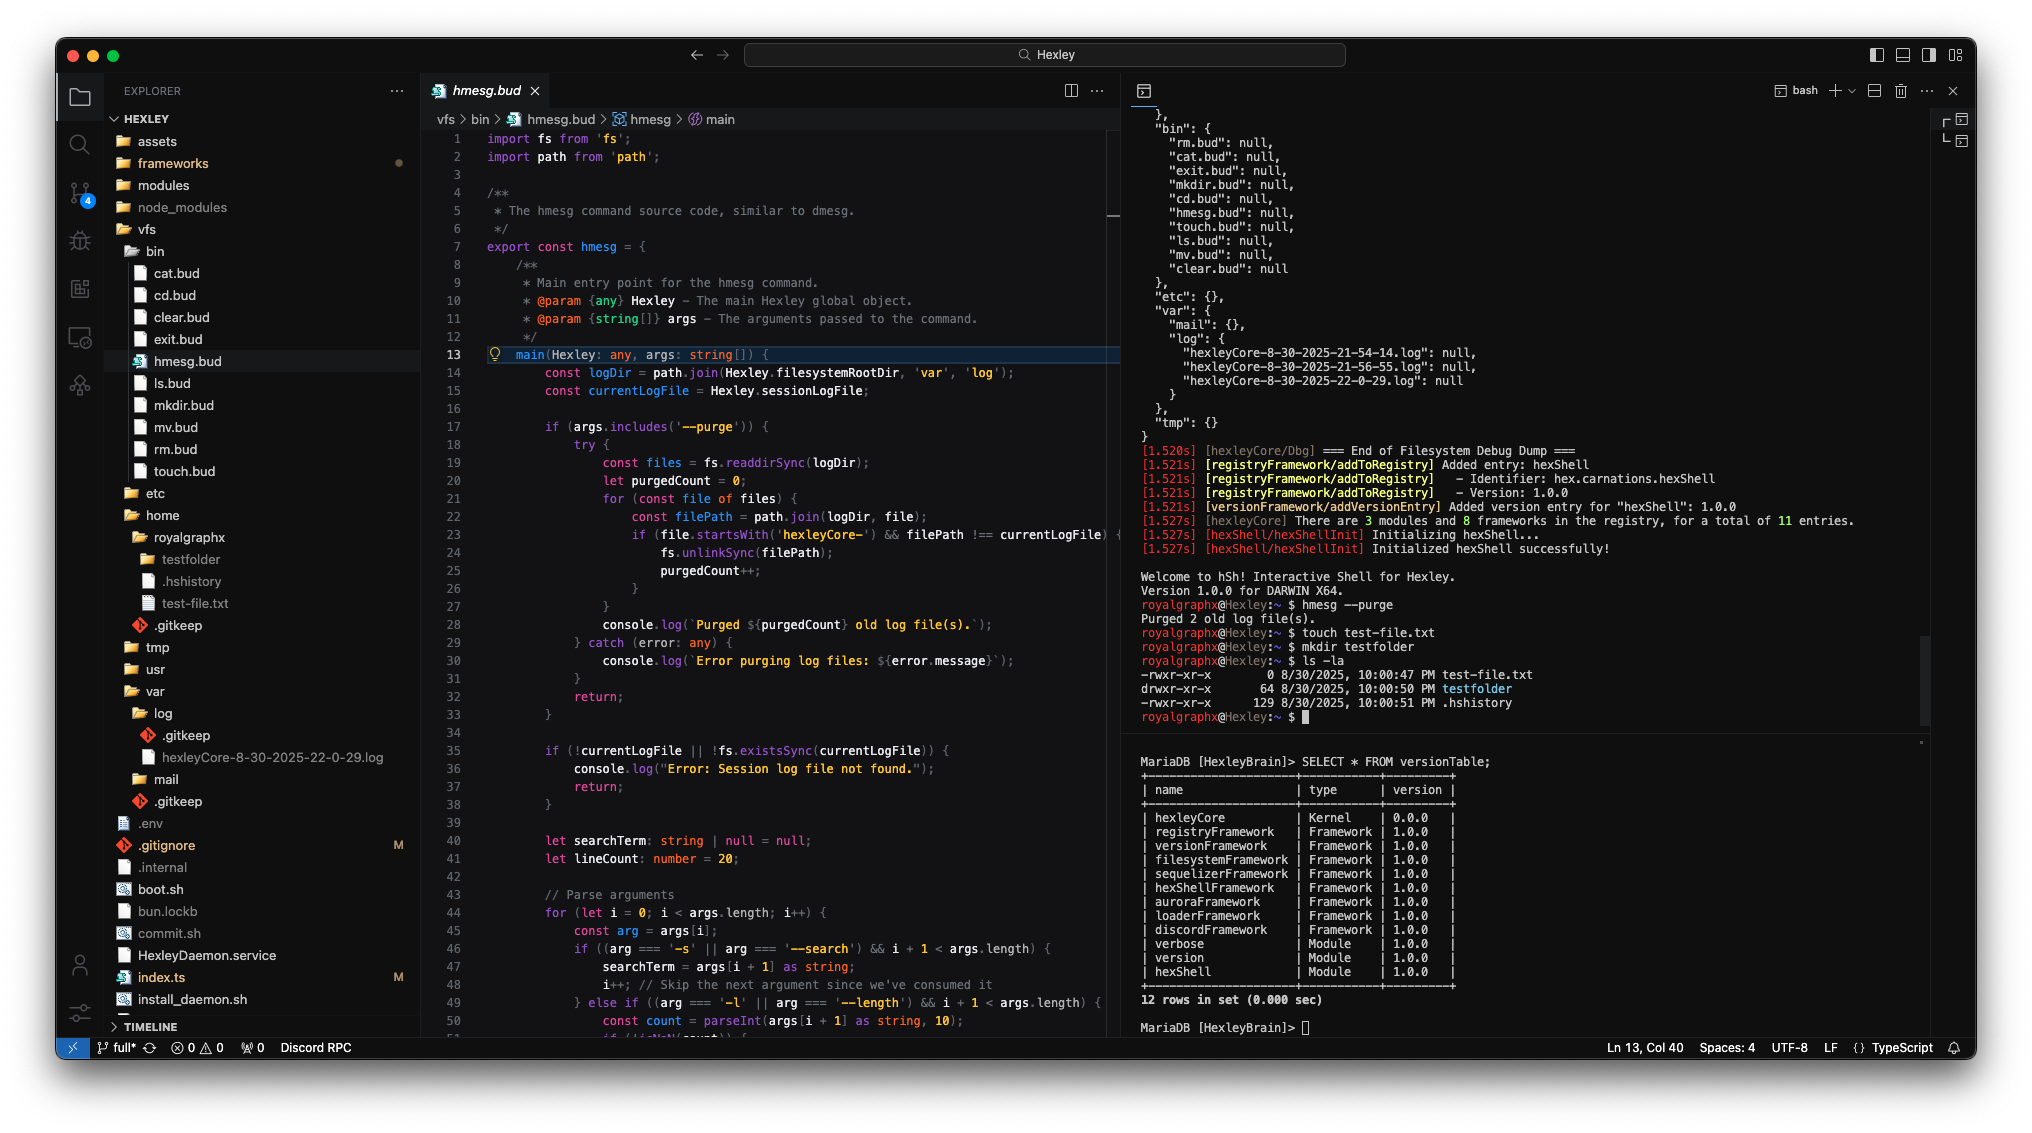 Hexley
EXPLORER
HEXLEY
assets
frameworks
modules
node_modules
vfs
bin
cat.bud
cd.bud
clear.bud
exit.bud
hmesg.bud
ls.bud
mkdir.bud
mv.bud
rm.bud
touch.bud
etc
home
royalgraphx
testfolder
.hshistory
test-file.txt
.gitkeep
tmp
usr
var
log
.gitkeep
hexleyCore-8-30-2025-22-0-29.log
mail
.gitkeep
.env
.gitignore M
.internal
boot.sh
bun.lockb
commit.sh
HexleyDaemon.service
index.ts M
install_daemon.sh
TIMELINE
4
hmesg.bud
vfs > bin > hmesg.bud > hmesg > main
1 import fs from 'fs';
2 import path from 'path';
3
4 /**
5 * The hmesg command source code, similar to dmesg.
6 */
7 export const hmesg = {
8 /**
9 * Main entry point for the hmesg command.
10 * @param {any} Hexley - The main Hexley global object.
11 * @param {string[]} args - The arguments passed to the command.
12 */
13 main(Hexley: any, args: string[]) {
14 const logDir = path.join(Hexley.filesystemRootDir, 'var', 'log');
15 const currentLogFile = Hexley.sessionLogFile;
16
17 if (args.includes('--purge')) {
18 try {
19 const files = fs.readdirSync(logDir);
20 let purgedCount = 0;
21 for (const file of files) {
22 const filePath = path.join(logDir, file);
23 if (file.startsWith('hexleyCore-') && filePath !== currentLogFile) {
24 fs.unlinkSync(filePath);
25 purgedCount++;
26 }
27 }
28 console.log(`Purged ${purgedCount} old log file(s).`);
29 } catch (error: any) {
30 console.log(`Error purging log files: ${error.message}`);
31 }
32 return;
33 }
34
35 if (!currentLogFile || !fs.existsSync(currentLogFile)) {
36 console.log("Error: Session log file not found.");
37 return;
38 }
39
40 let searchTerm: string | null = null;
41 let lineCount: number = 20;
42
43 // Parse arguments
44 for (let i = 0; i < args.length; i++) {
45 const arg = args[i];
46 if ((arg === '-s' || arg === '--search') && i + 1 < args.length) {
47 searchTerm = args[i + 1] as string;
48 i++; // Skip the next argument since we've consumed it
49 } else if ((arg === '-l' || arg === '--length') && i + 1 < args.length) {
50 const count = parseInt(args[i + 1] as string, 10);
bash
},
"bin": {
"rm.bud": null,
"cat.bud": null,
"exit.bud": null,
"mkdir.bud": null,
"cd.bud": null,
"hmesg.bud": null,
"touch.bud": null,
"ls.bud": null,
"mv.bud": null,
"clear.bud": null
},
"etc": {},
"var": {
"mail": {},
"log": {
"hexleyCore-8-30-2025-21-54-14.log": null,
"hexleyCore-8-30-2025-21-56-55.log": null,
"hexleyCore-8-30-2025-22-0-29.log": null
}
},
"tmp": {}
}
[1.520s] [hexleyCore/Dbg] === End of Filesystem Debug Dump ===
[1.521s] [registryFramework/addToRegistry] Added entry: hexShell
[1.521s] [registryFramework/addToRegistry] - Identifier: hex.carnations.hexShell
[1.521s] [registryFramework/addToRegistry] - Version: 1.0.0
[1.521s] [versionFramework/addVersionEntry] Added version entry for "hexShell": 1.0.0
[1.527s] [hexleyCore] There are 3 modules and 8 frameworks in the registry, for a total of 11 entries.
[1.527s] [hexShell/hexShellInit] Initializing hexShell...
[1.527s] [hexShell/hexShellInit] Initialized hexShell successfully!
Welcome to hSh! Interactive Shell for Hexley.
Version 1.0.0 for DARWIN X64.
royalgraphx@Hexley:~ $ hmesg --purge
Purged 2 old log file(s).
royalgraphx@Hexley:~ $ touch test-file.txt
royalgraphx@Hexley:~ $ mkdir testfolder
royalgraphx@Hexley:~ $ ls -la
-rwxr-xr-x 0 8/30/2025, 10:00:47 PM test-file.txt
drwxr-xr-x 64 8/30/2025, 10:00:50 PM testfolder
-rwxr-xr-x 129 8/30/2025, 10:00:51 PM .hshistory
royalgraphx@Hexley:~ $
MariaDB [HexleyBrain]> SELECT * FROM versionTable;
+---------------------+-----------+---------+
| name | type | version |
+---------------------+-----------+---------+
| hexleyCore | Kernel | 0.0.0 |
| registryFramework | Framework | 1.0.0 |
| versionFramework | Framework | 1.0.0 |
| filesystemFramework | Framework | 1.0.0 |
| sequelizerFramework | Framework | 1.0.0 |
| hexShellFramework | Framework | 1.0.0 |
| auroraFramework | Framework | 1.0.0 |
| loaderFramework | Framework | 1.0.0 |
| discordFramework | Framework | 1.0.0 |
| verbose | Module | 1.0.0 |
| version | Module | 1.0.0 |
| hexShell | Module | 1.0.0 |
+---------------------+-----------+---------+
12 rows in set (0.000 sec)
MariaDB [HexleyBrain]>
full* 0 0 0 Discord RPC
Ln 13, Col 40 Spaces: 4 UTF-8 LF {} TypeScript